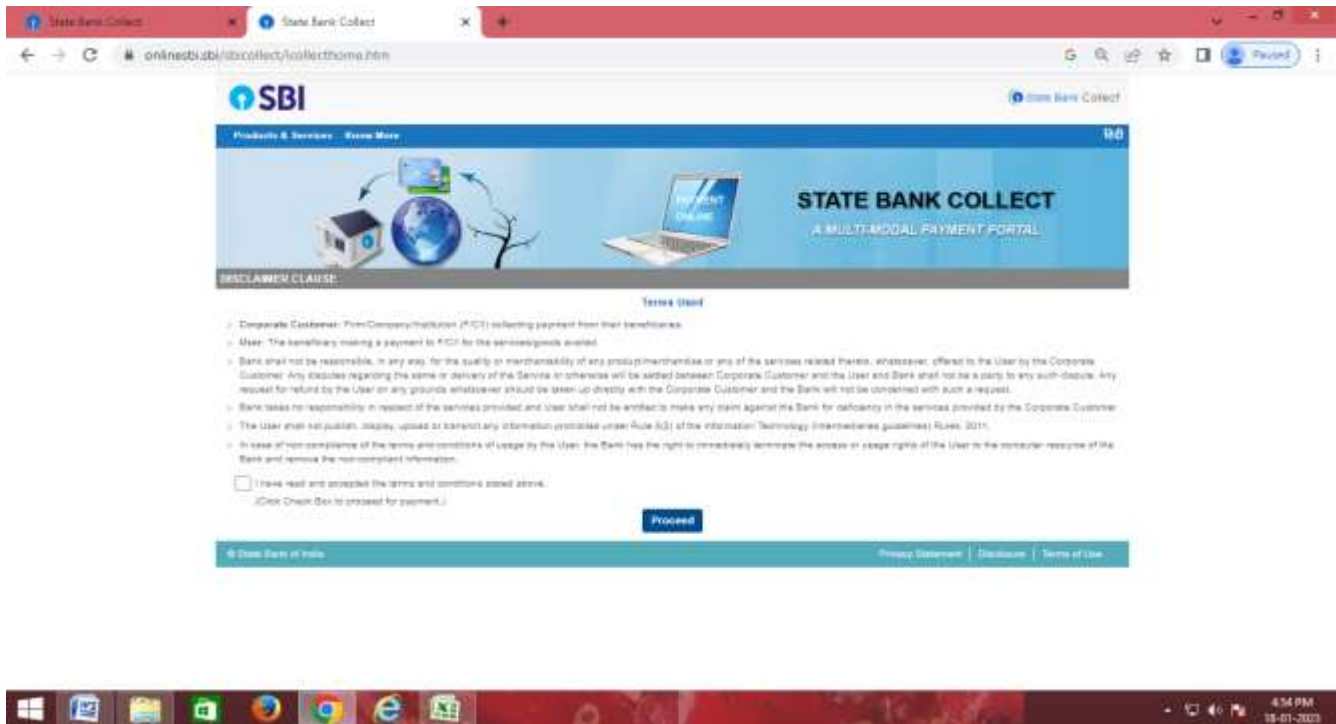 State Bank Collect
State Bank Collect
onlinesbi.sbi/sbicollect/icollecthome.htm
Paused
SBI
State Bank Collect
Products & Services Know More
हिंदी
PAYMENT
ONLINE
STATE BANK COLLECT
A MULTI-MODAL PAYMENT PORTAL
DISCLAIMER CLAUSE
Terms Used
Corporate Customer: Firm/Company/Institution (F/C/I) collecting payment from their beneficiaries.
User: The beneficiary making a payment to F/C/I for the services/goods availed.
Bank shall not be responsible, in any way, for the quality or merchantability of any product/merchandise or any of the services related thereto, whatsoever, offered to the User by the Corporate
Customer. Any disputes regarding the same or delivery of the Service or otherwise will be settled between Corporate Customer and the User and Bank shall not be a party to any such dispute. Any
request for refund by the User on any grounds whatsoever should be taken up directly with the Corporate Customer and the Bank will not be concerned with such a request.
Bank takes no responsibility in respect of the services provided and User shall not be entitled to make any claim against the Bank for deficiency in the services provided by the Corporate Customer
The User shall not publish, display, upload or transmit any information prohibited under Rule 3(2) of the Information Technology (Intermediaries guidelines) Rules, 2011.
In case of non-compliance of the terms and conditions of usage by the User, the Bank has the right to immediately terminate the access or usage rights of the User to the computer resource of the
Bank and remove the non-compliant information.
I have read and accepted the terms and conditions stated above.
(Click Check Box to proceed for payment.)
Proceed
© State Bank of India
Privacy Statement | Disclosure | Terms of Use
4:54 PM
18-01-2023